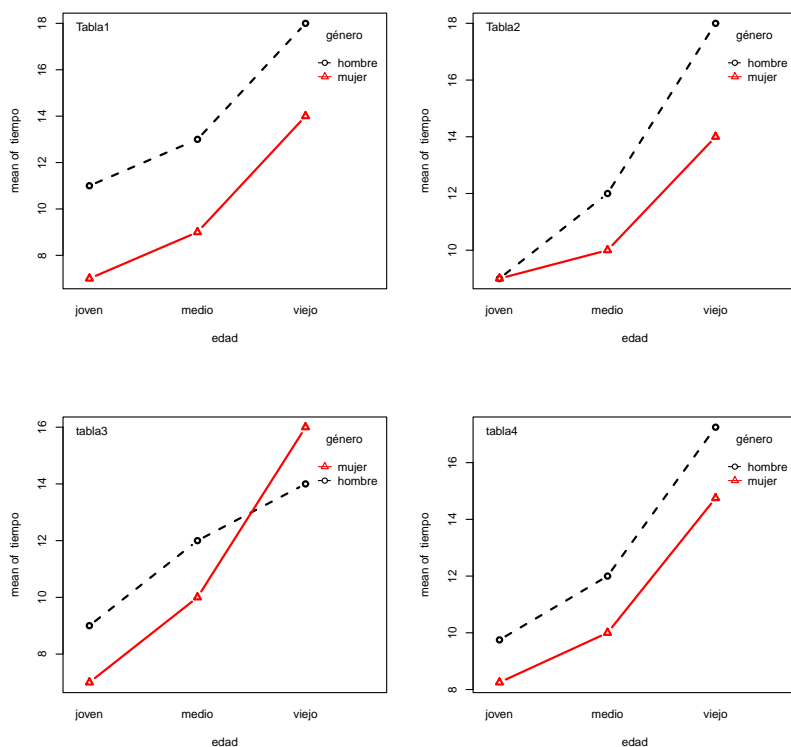 Tabla1
género
hombre
mujer
mean of tiempo
18
16
14
12
10
8
joven medio viejo
edad
Tabla2
género
hombre
mujer
mean of tiempo
18
16
14
12
10
joven medio viejo
edad
tabla3
género
mujer
hombre
mean of tiempo
16
14
12
10
8
joven medio viejo
edad
tabla4
género
hombre
mujer
mean of tiempo
16
14
12
10
8
joven medio viejo
edad